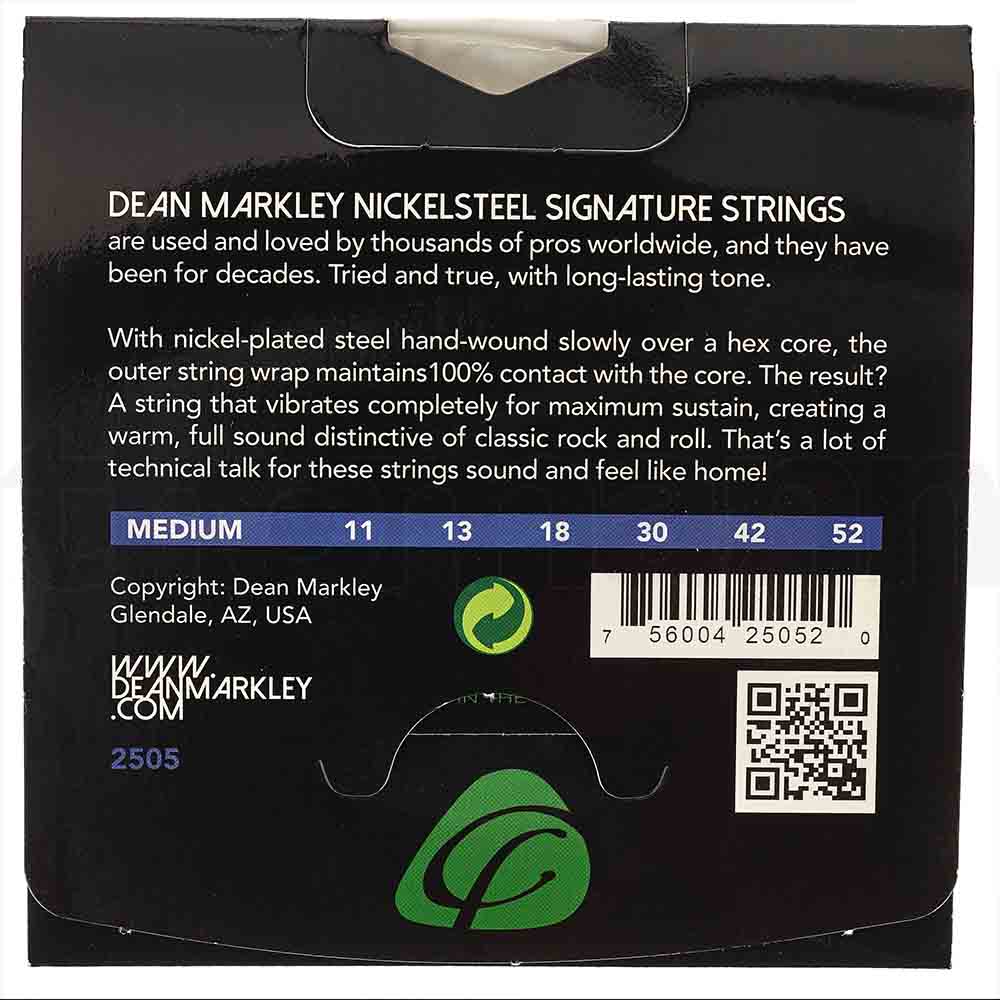 DEAN MARKLEY NICKELSTEEL SIGNATURE STRINGS
are used and loved by thousands of pros worldwide, and they have
been for decades. Tried and true, with long-lasting tone.
With nickel-plated steel hand-wound slowly over a hex core, the
outer string wrap maintains100% contact with the core. The result?
A string that vibrates completely for maximum sustain, creating a
warm, full sound distinctive of classic rock and roll. That's a lot of
technical talk for these strings sound and feel like home!
MEDIUM 11 13 18 30 42 52
Copyright: Dean Markley
Glendale, AZ, USA
7 56004 25052 0
WWW.
DEANMARKLEY
.COM
2505